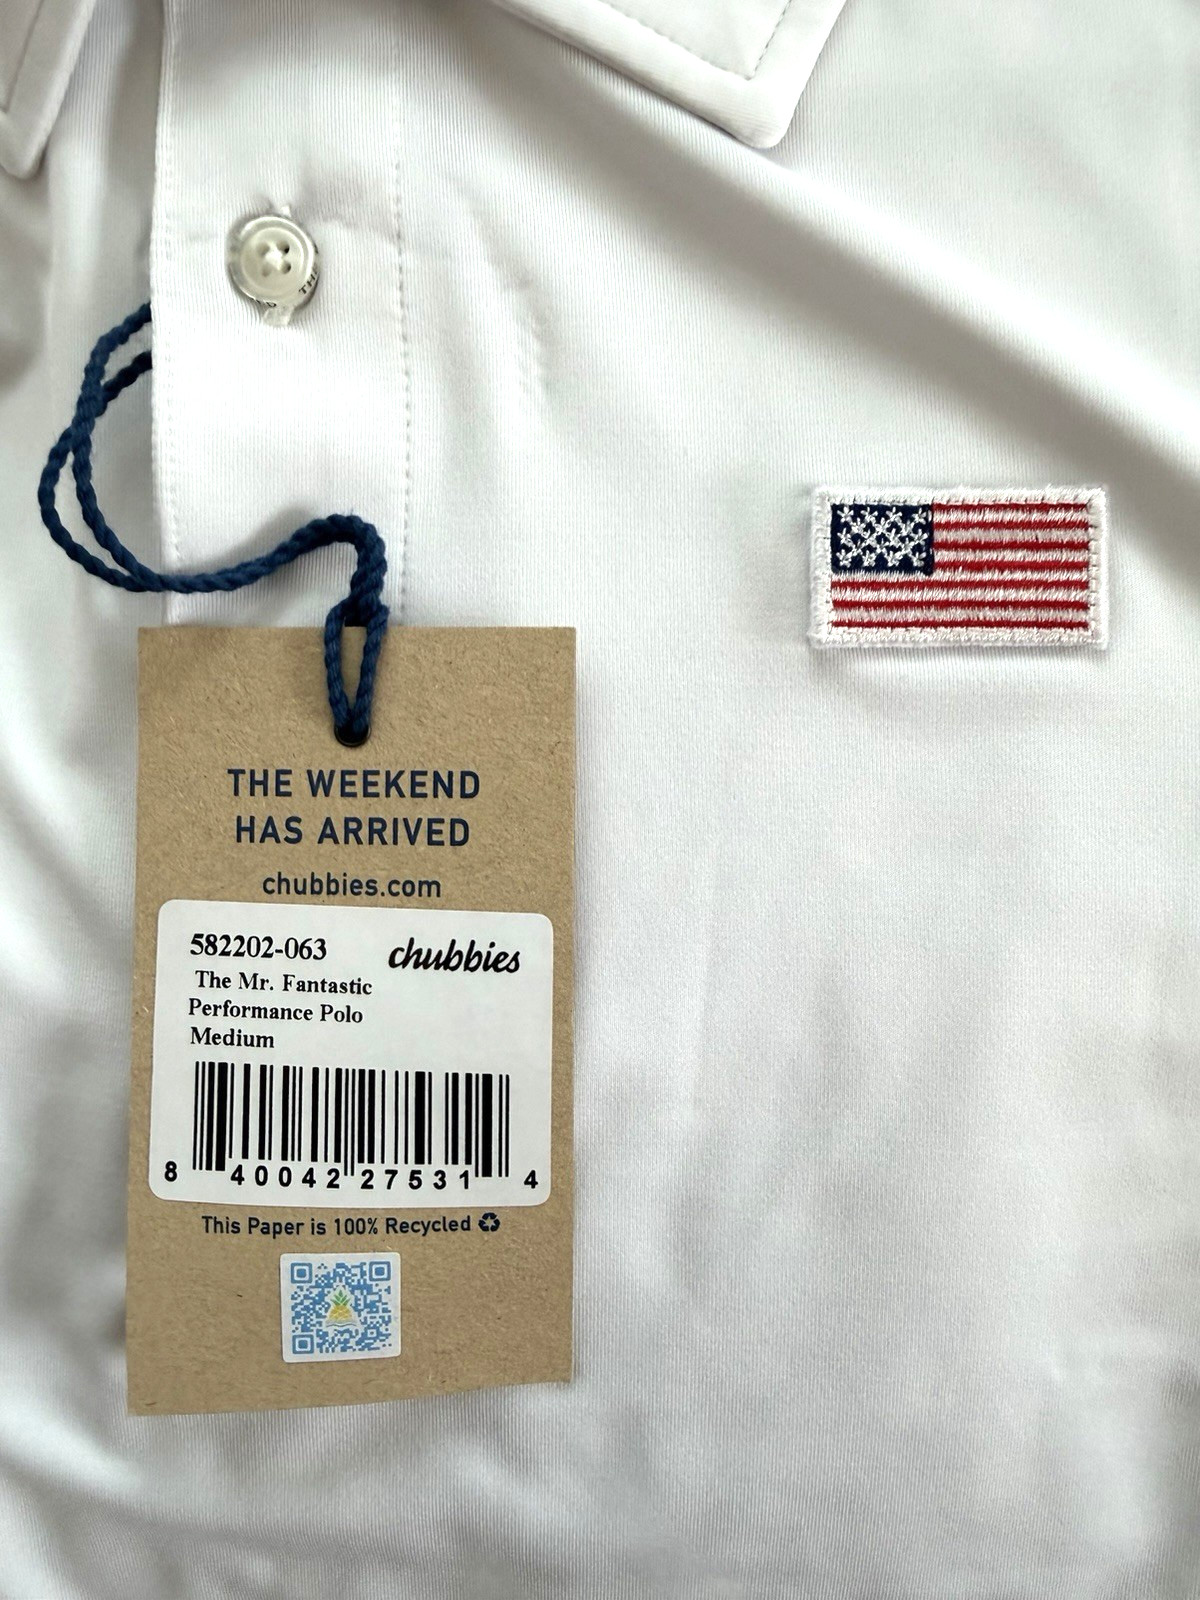 THE
THE WEEKEND
HAS ARRIVED
chubbies.com
582202-063
chubbies
The Mr. Fantastic
Performance Polo
Medium
8 40042 27531 4
This Paper is 100% Recycled